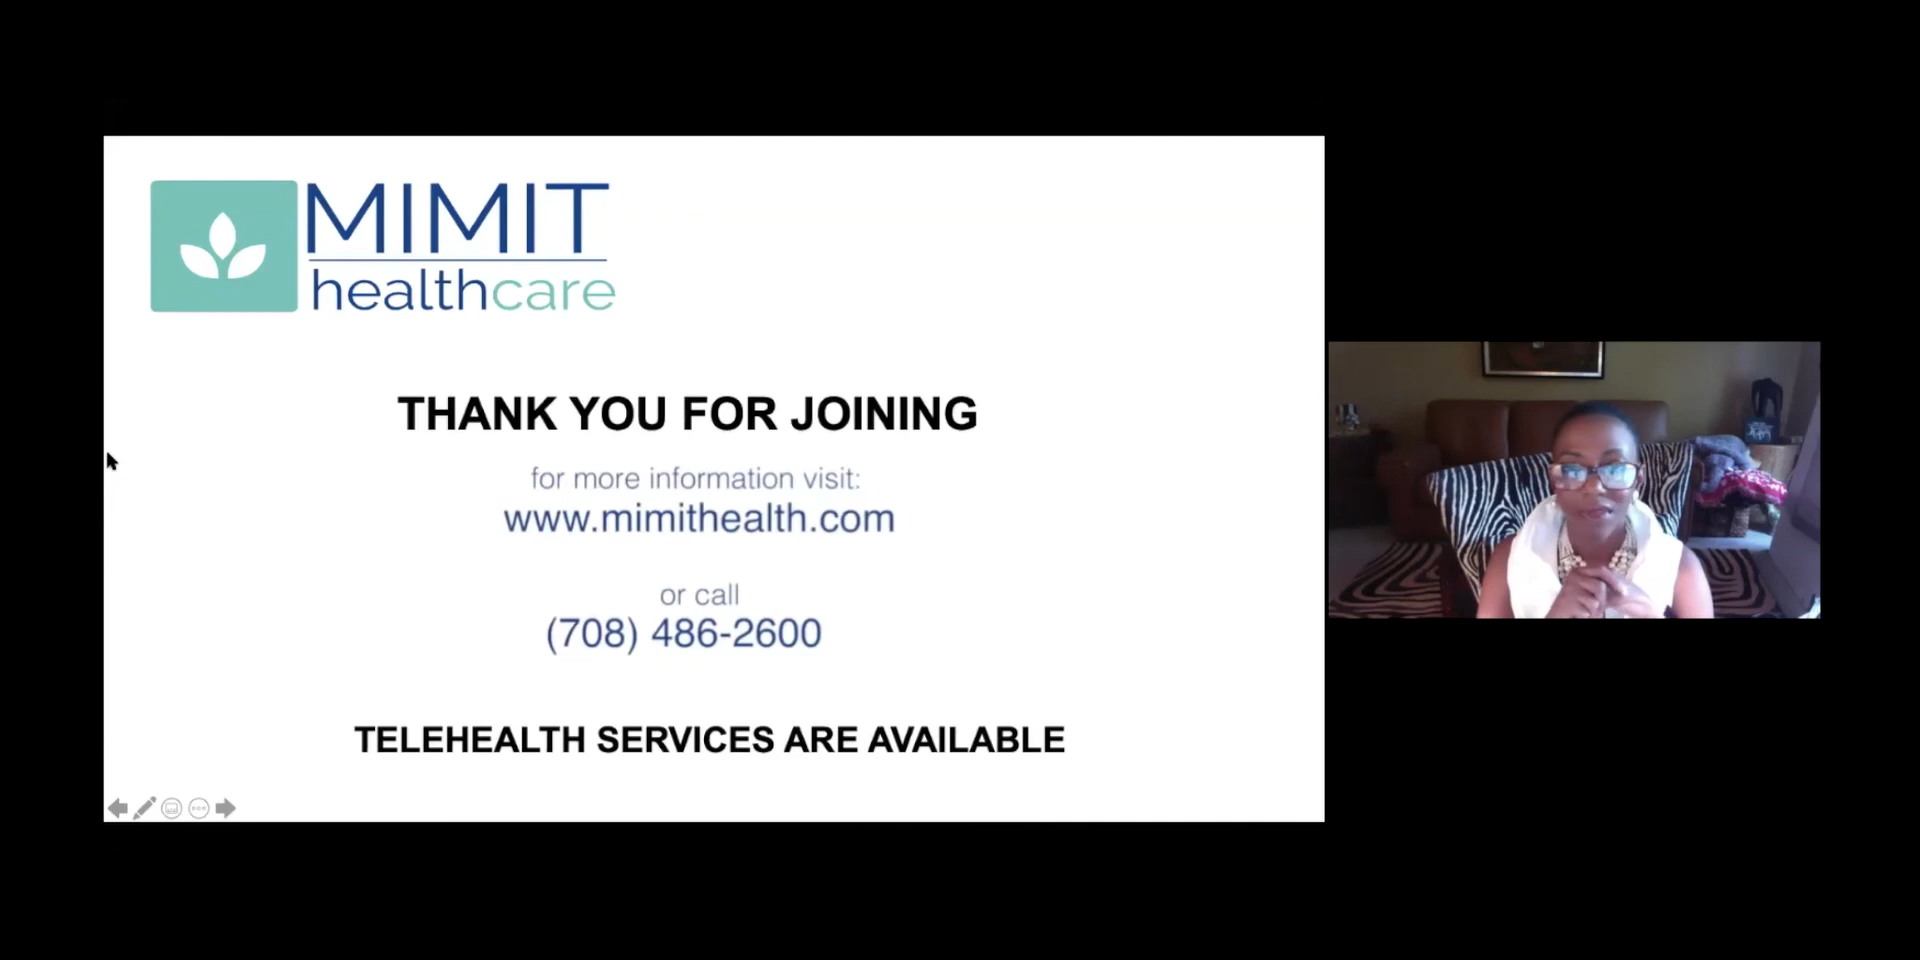 MIMIT
healthcare
THANK YOU FOR JOINING
for more information visit:
www.mimithealth.com
or call
(708) 486-2600
TELEHEALTH SERVICES ARE AVAILABLE